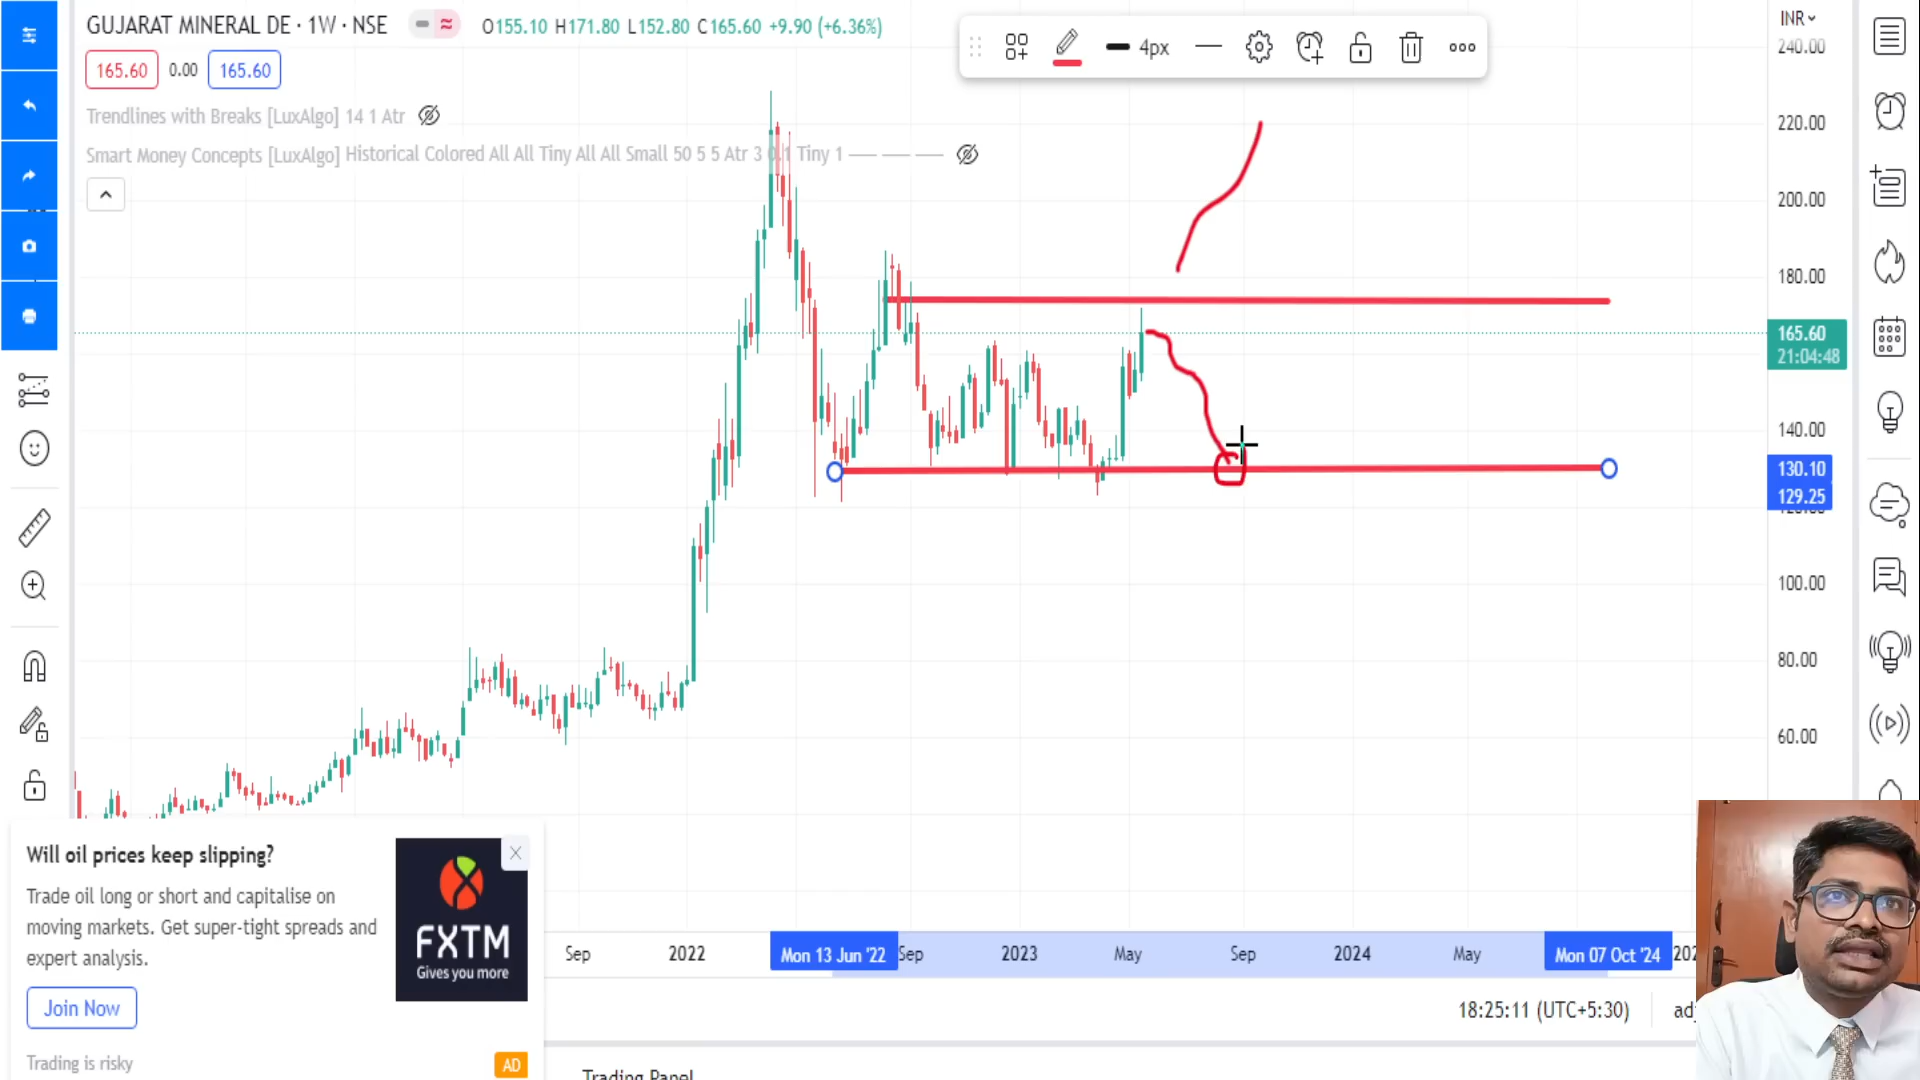 GUJARAT MINERAL DE · 1W · NSE
O155.10 H171.80 L152.80 C165.60 +9.90 (+6.36%)
165.60 0.00 165.60
Trendlines with Breaks [LuxAlgo] 14 1 Atr
Smart Money Concepts [LuxAlgo] Historical Colored All All Tiny All All Small 50 5 5 Atr 3 0.1 Tiny 1
4px
INR
240.00
220.00
200.00
180.00
165.60
21:04:48
140.00
130.10
129.25
100.00
80.00
60.00
Will oil prices keep slipping?
Trade oil long or short and capitalise on
moving markets. Get super-tight spreads and
expert analysis.
Join Now
Trading is risky
AD
FXTM
Gives you more
Sep 2022 Mon 13 Jun '22 Sep 2023 May Sep 2024 May Mon 07 Oct '24
18:25:11 (UTC+5:30)
Trading Panel